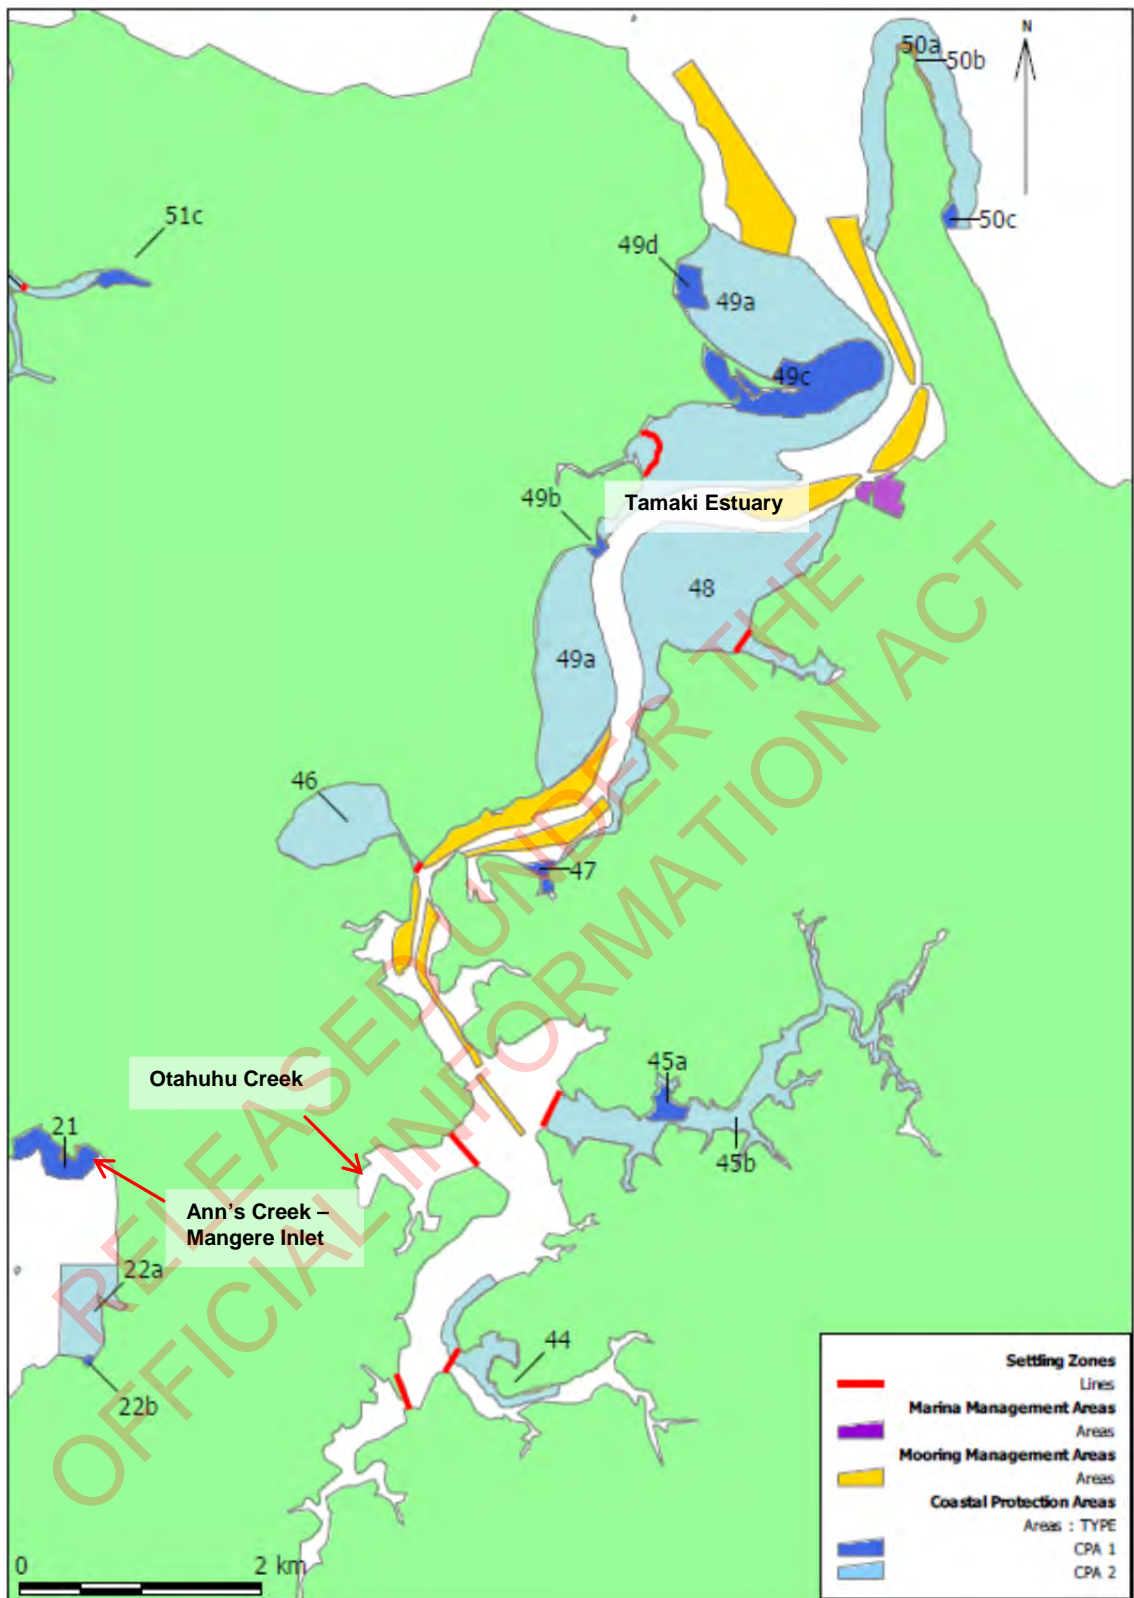 N
50a
50b
51c
50c
49d
49a
49c
49b
Tamaki Estuary
48
49a
46
47
Otahuhu Creek
45a
21
45b
Ann's Creek –
Mangere Inlet
22a
44
22b
RELEASED UNDER THE
OFFICIAL INFORMATION ACT
Settling Zones
Lines
Marina Management Areas
Areas
Mooring Management Areas
Areas
Coastal Protection Areas
Areas : TYPE
CPA 1
CPA 2
0 2 km